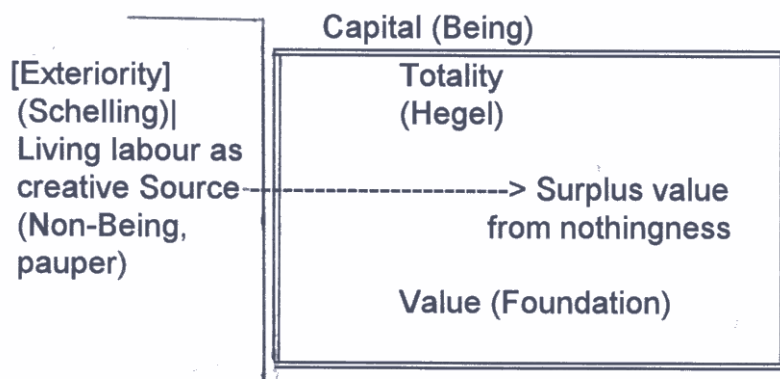 Capital (Being)
[Exteriority]
(Schelling)|
Living labour as
creative Source
(Non-Being,
pauper)
Totality
(Hegel)
----------------------> Surplus value
from nothingness
Value (Foundation)